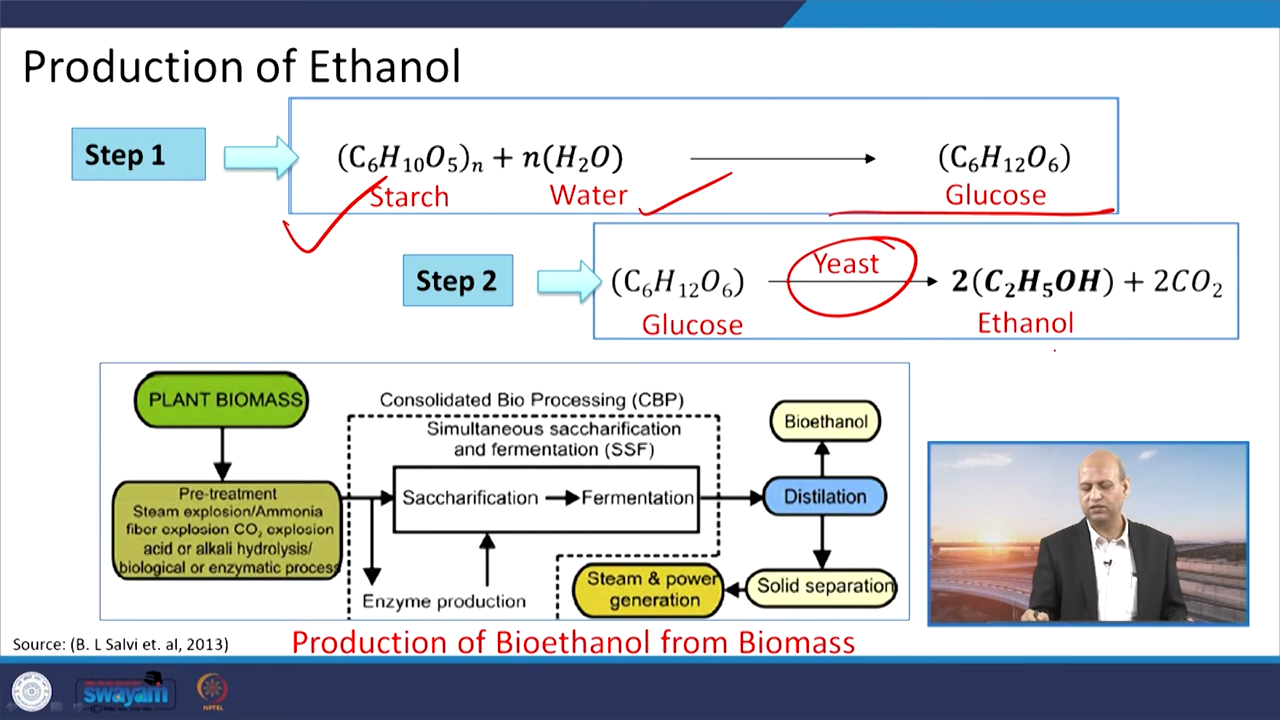 Production of Ethanol
Step 1
(C₆H₁₀O₅)ₙ + n(H₂O) (C₆H₁₂O₆)
Starch Water Glucose
Step 2
(C₆H₁₂O₆) Yeast 2(C₂H₅OH) + 2CO₂
Glucose Ethanol
PLANT BIOMASS
Pre-treatment
Steam explosion/Ammonia
fiber explosion CO₂ explosion
acid or alkali hydrolysis/
biological or enzymatic process
Consolidated Bio Processing (CBP)
Simultaneous saccharification
and fermentation (SSF)
Saccharification Fermentation
Enzyme production
Bioethanol
Distilation
Solid separation
Steam & power
generation
Source: (B. L Salvi et. al, 2013)
Production of Bioethanol from Biomass
swayam
NPTEL